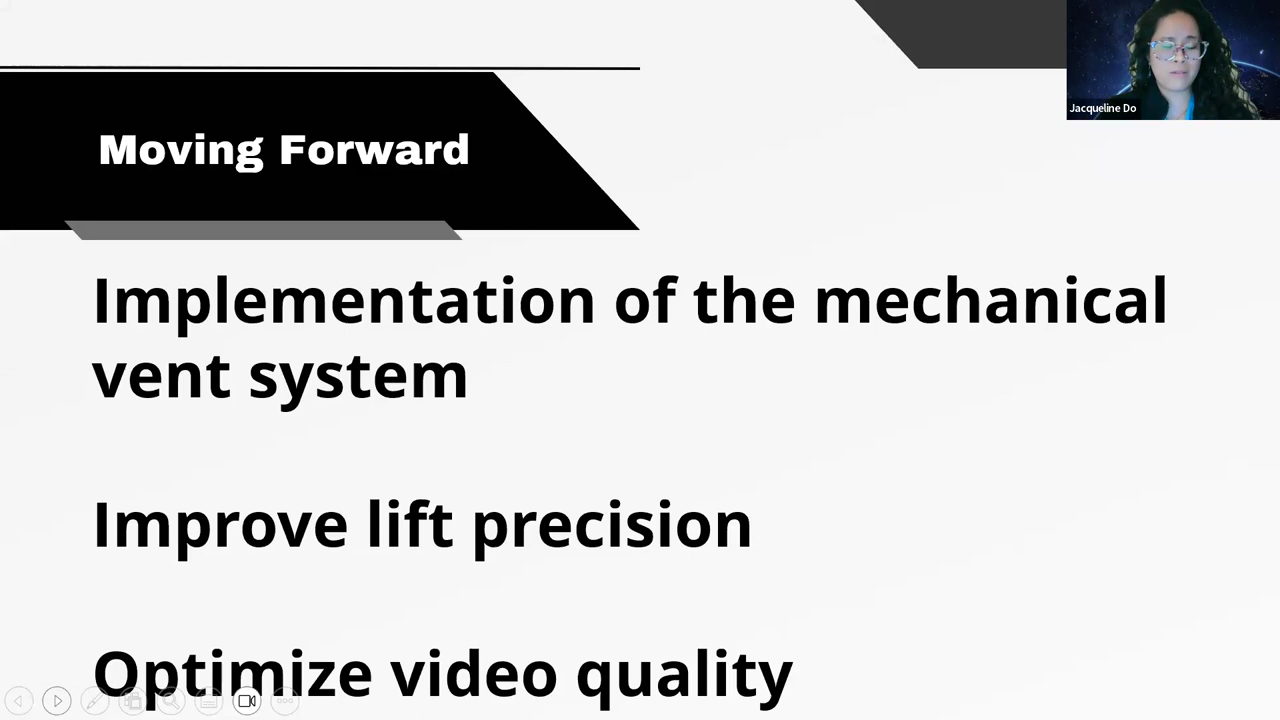 Jacqueline Do
Moving Forward
Implementation of the mechanical
vent system
Improve lift precision
Optimize video quality